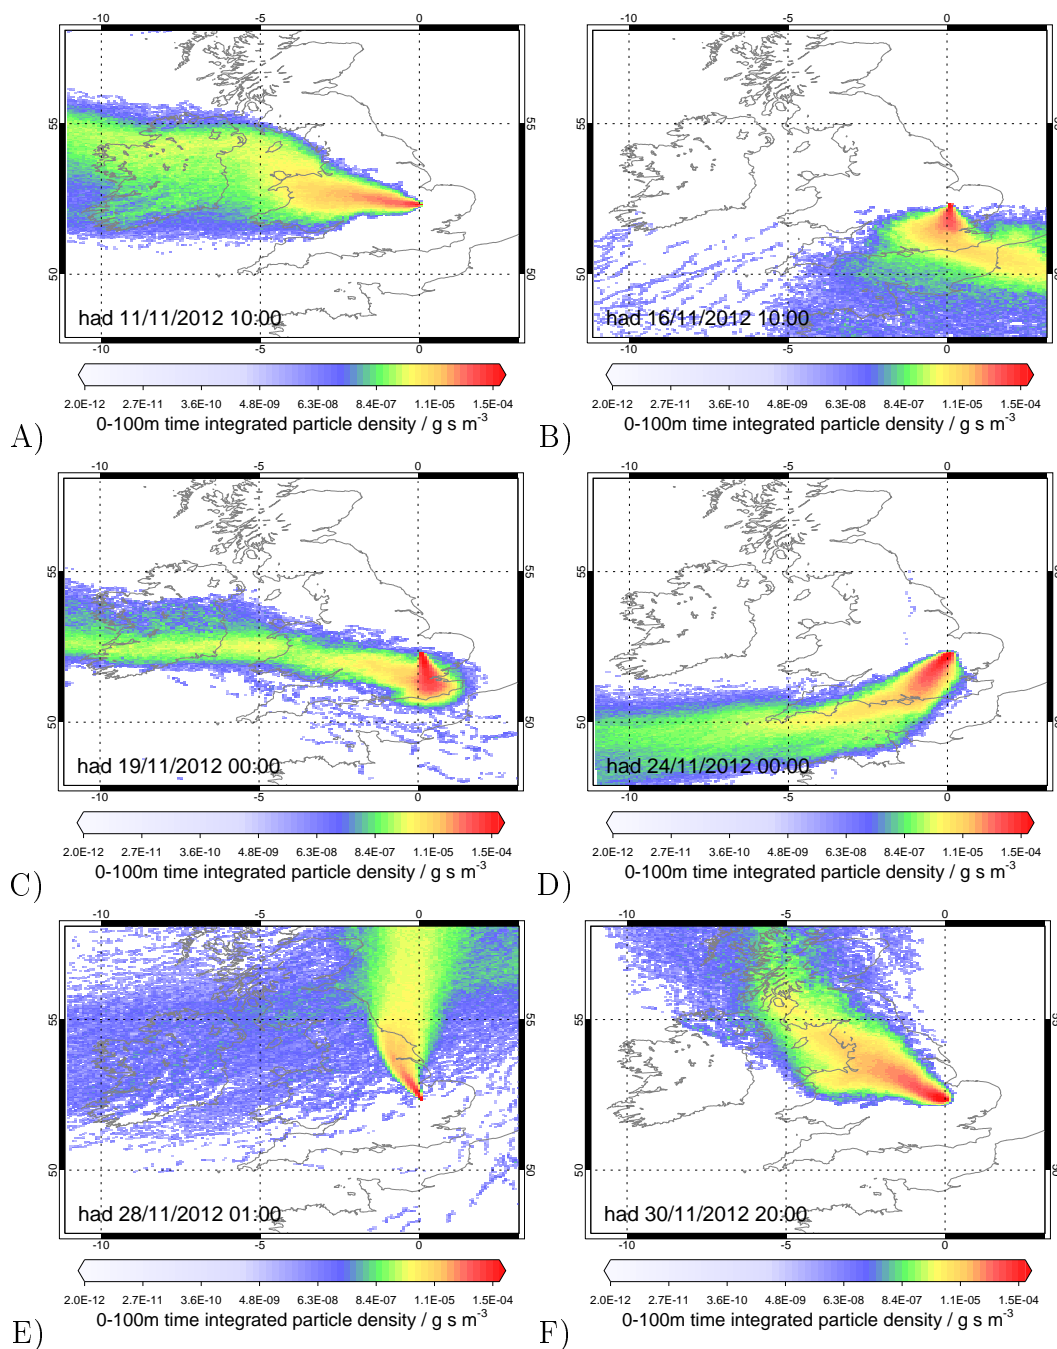 -10 -5 0 -10 -5 0
55 55 55
50 50 50
had 11/11/2012 10:00 had 16/11/2012 10:00
-10 -5 0 -10 -5 0
2.0E-12 2.7E-11 3.6E-10 4.8E-09 6.3E-08 8.4E-07 1.1E-05 1.5E-04 2.0E-12 2.7E-11 3.6E-10 4.8E-09 6.3E-08 8.4E-07 1.1E-05 1.5E-04
0-100m time integrated particle density / g s m-3 0-100m time integrated particle density / g s m-3
A) B)
-10 -5 0 -10 -5 0
55 55 55
50 50 50
had 19/11/2012 00:00 had 24/11/2012 00:00
-10 -5 0 -10 -5 0
2.0E-12 2.7E-11 3.6E-10 4.8E-09 6.3E-08 8.4E-07 1.1E-05 1.5E-04 2.0E-12 2.7E-11 3.6E-10 4.8E-09 6.3E-08 8.4E-07 1.1E-05 1.5E-04
0-100m time integrated particle density / g s m-3 0-100m time integrated particle density / g s m-3
C) D)
-10 -5 0 -10 -5 0
55 55 55
50 50 50
had 28/11/2012 01:00 had 30/11/2012 20:00
-10 -5 0 -10 -5 0
2.0E-12 2.7E-11 3.6E-10 4.8E-09 6.3E-08 8.4E-07 1.1E-05 1.5E-04 2.0E-12 2.7E-11 3.6E-10 4.8E-09 6.3E-08 8.4E-07 1.1E-05 1.5E-04
0-100m time integrated particle density / g s m-3 0-100m time integrated particle density / g s m-3
E) F)